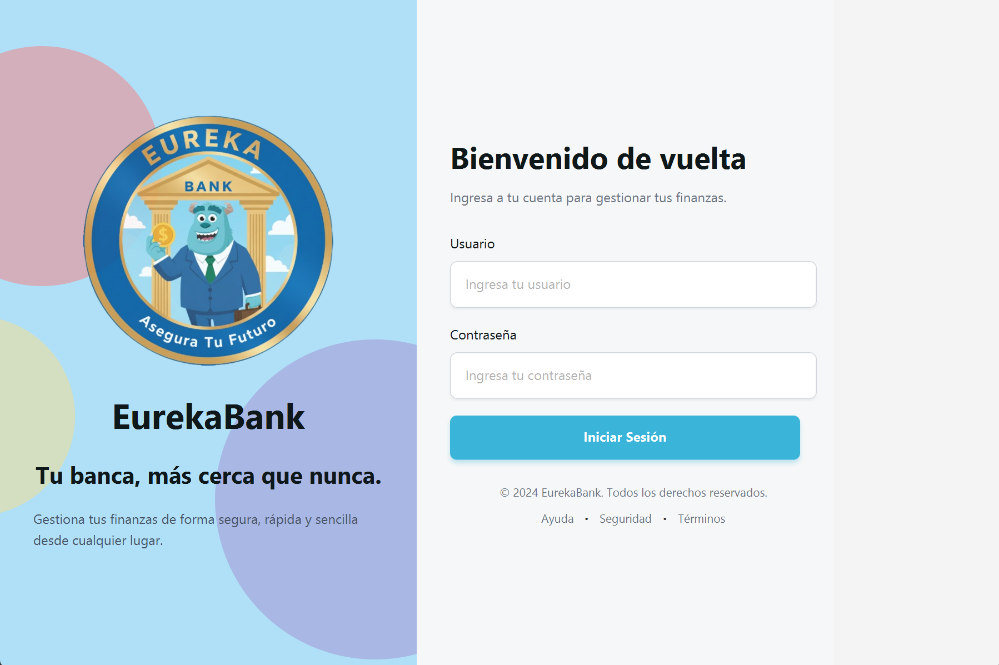 EUREKA
BANK
$
Asegura Tu Futuro
EurekaBank
Tu banca, más cerca que nunca.
Gestiona tus finanzas de forma segura, rápida y sencilla
desde cualquier lugar.
Bienvenido de vuelta
Ingresa a tu cuenta para gestionar tus finanzas.
Usuario
Ingresa tu usuario
Contraseña
Ingresa tu contraseña
Iniciar Sesión
© 2024 EurekaBank. Todos los derechos reservados.
Ayuda • Seguridad • Términos